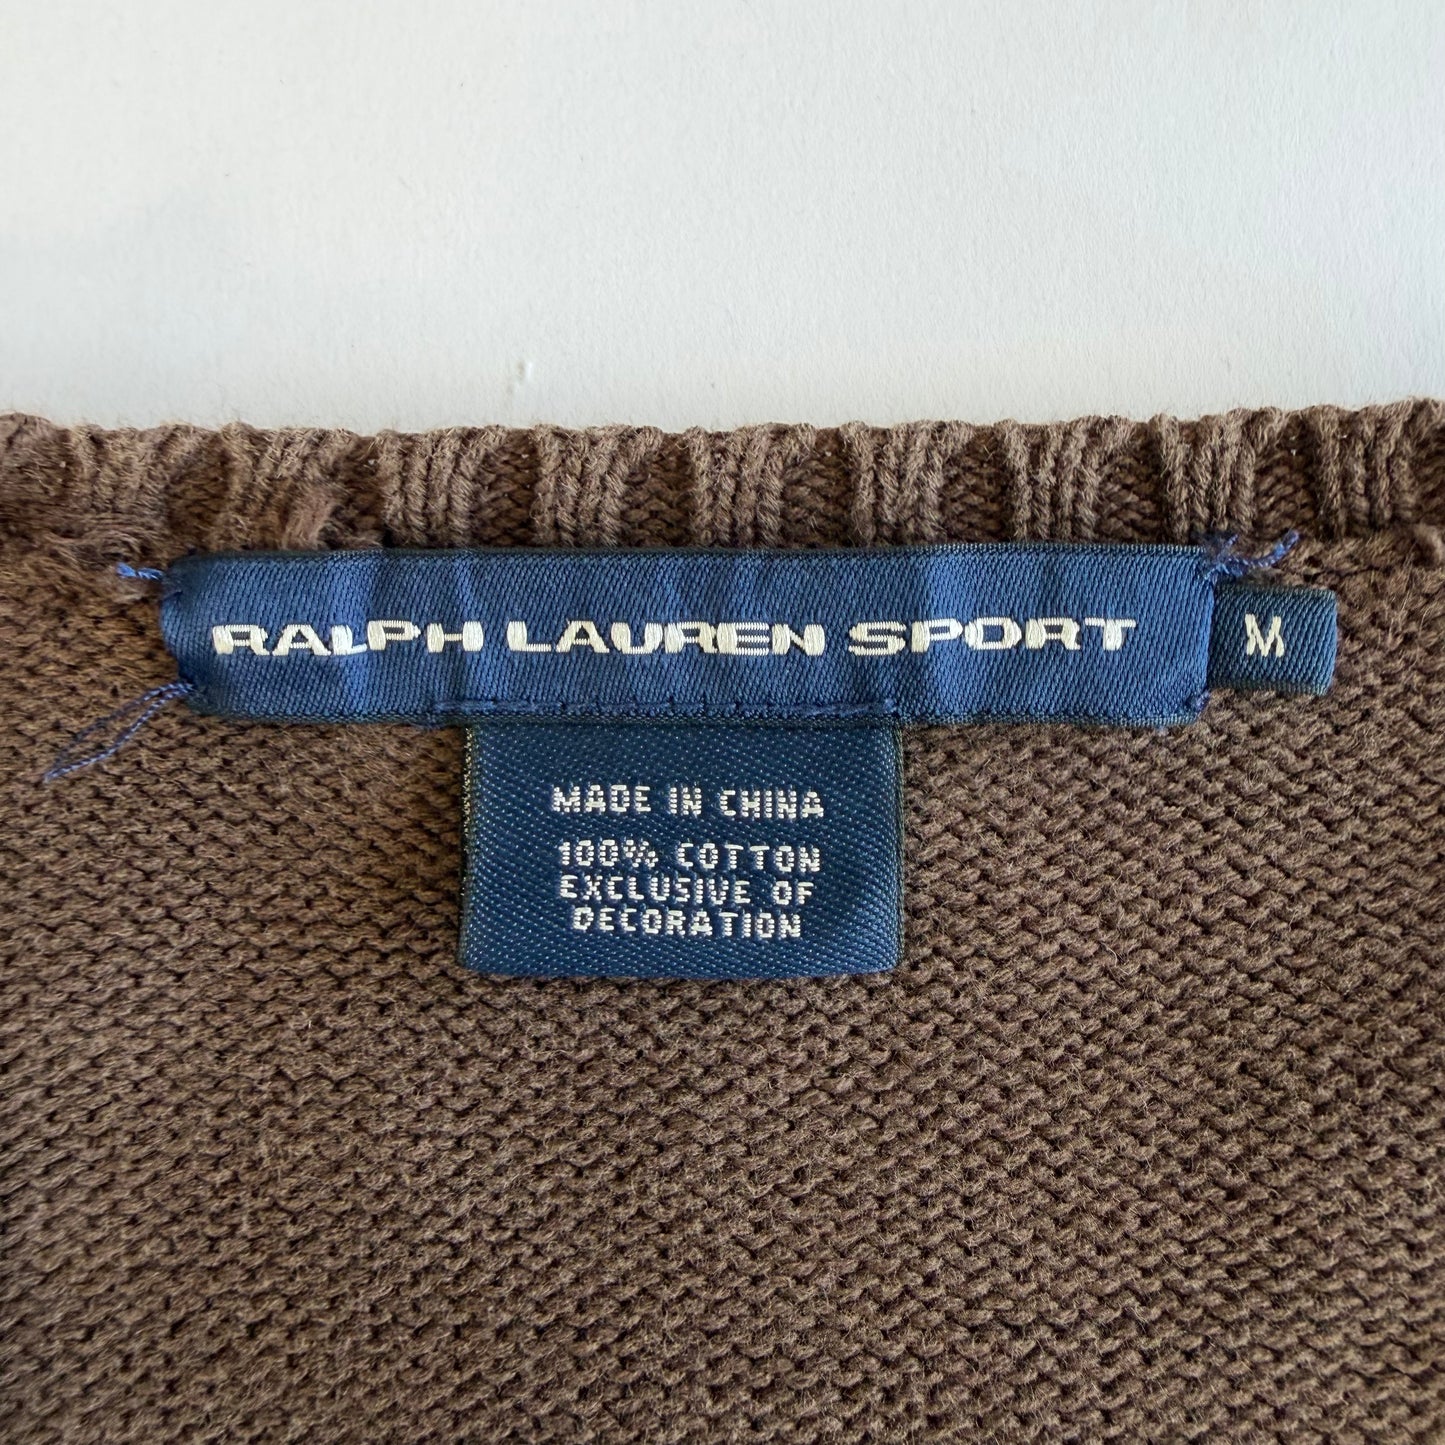 RALPH LAUREN SPORT
M
MADE IN CHINA
100% COTTON
EXCLUSIVE OF
DECORATION